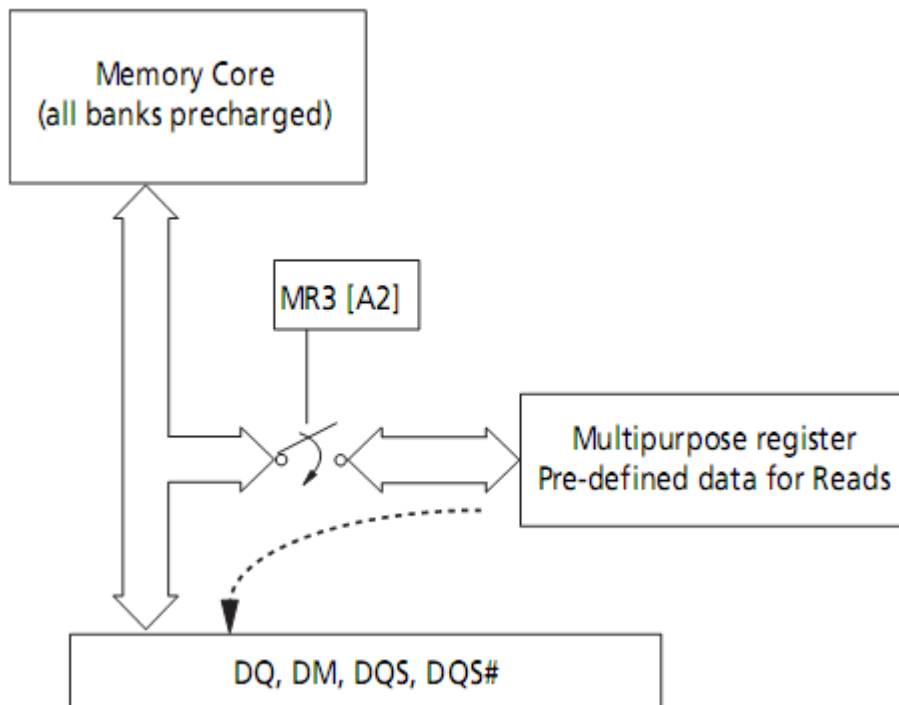 Memory Core
(all banks precharged)
MR3 [A2]
Multipurpose register
Pre-defined data for Reads
DQ, DM, DQS, DQS#